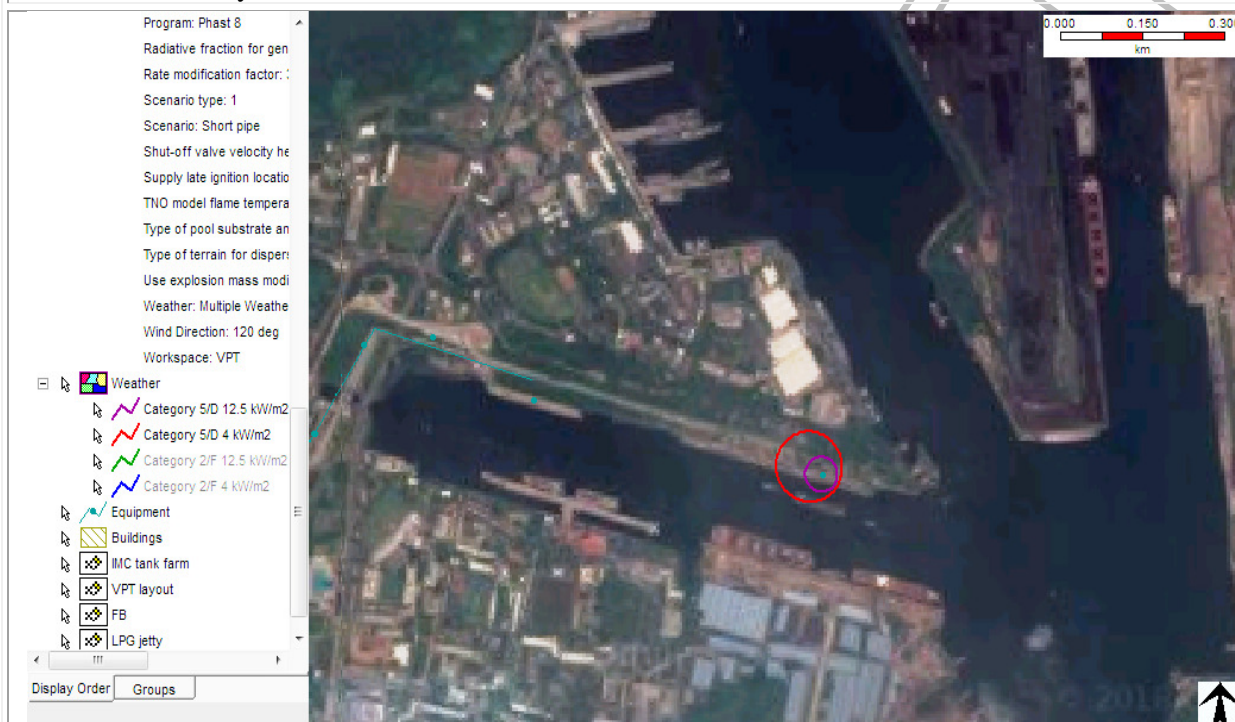 Program: Phast 8
Radiative fraction for gen
Rate modification factor:
Scenario type: 1
Scenario: Short pipe
Shut-off valve velocity he
Supply late ignition locatio
TNO model flame tempera
Type of pool substrate an
Type of terrain for dispers
Use explosion mass modi
Weather: Multiple Weathe
Wind Direction: 120 deg
Workspace: VPT
Weather
Category 5/D 12.5 kW/m2
Category 5/D 4 kW/m2
Category 2/F 12.5 kW/m2
Category 2/F 4 kW/m2
Equipment
Buildings
IMC tank farm
VPT layout
FB
LPG jetty
Display Order Groups
0.000 0.150 0.30
km